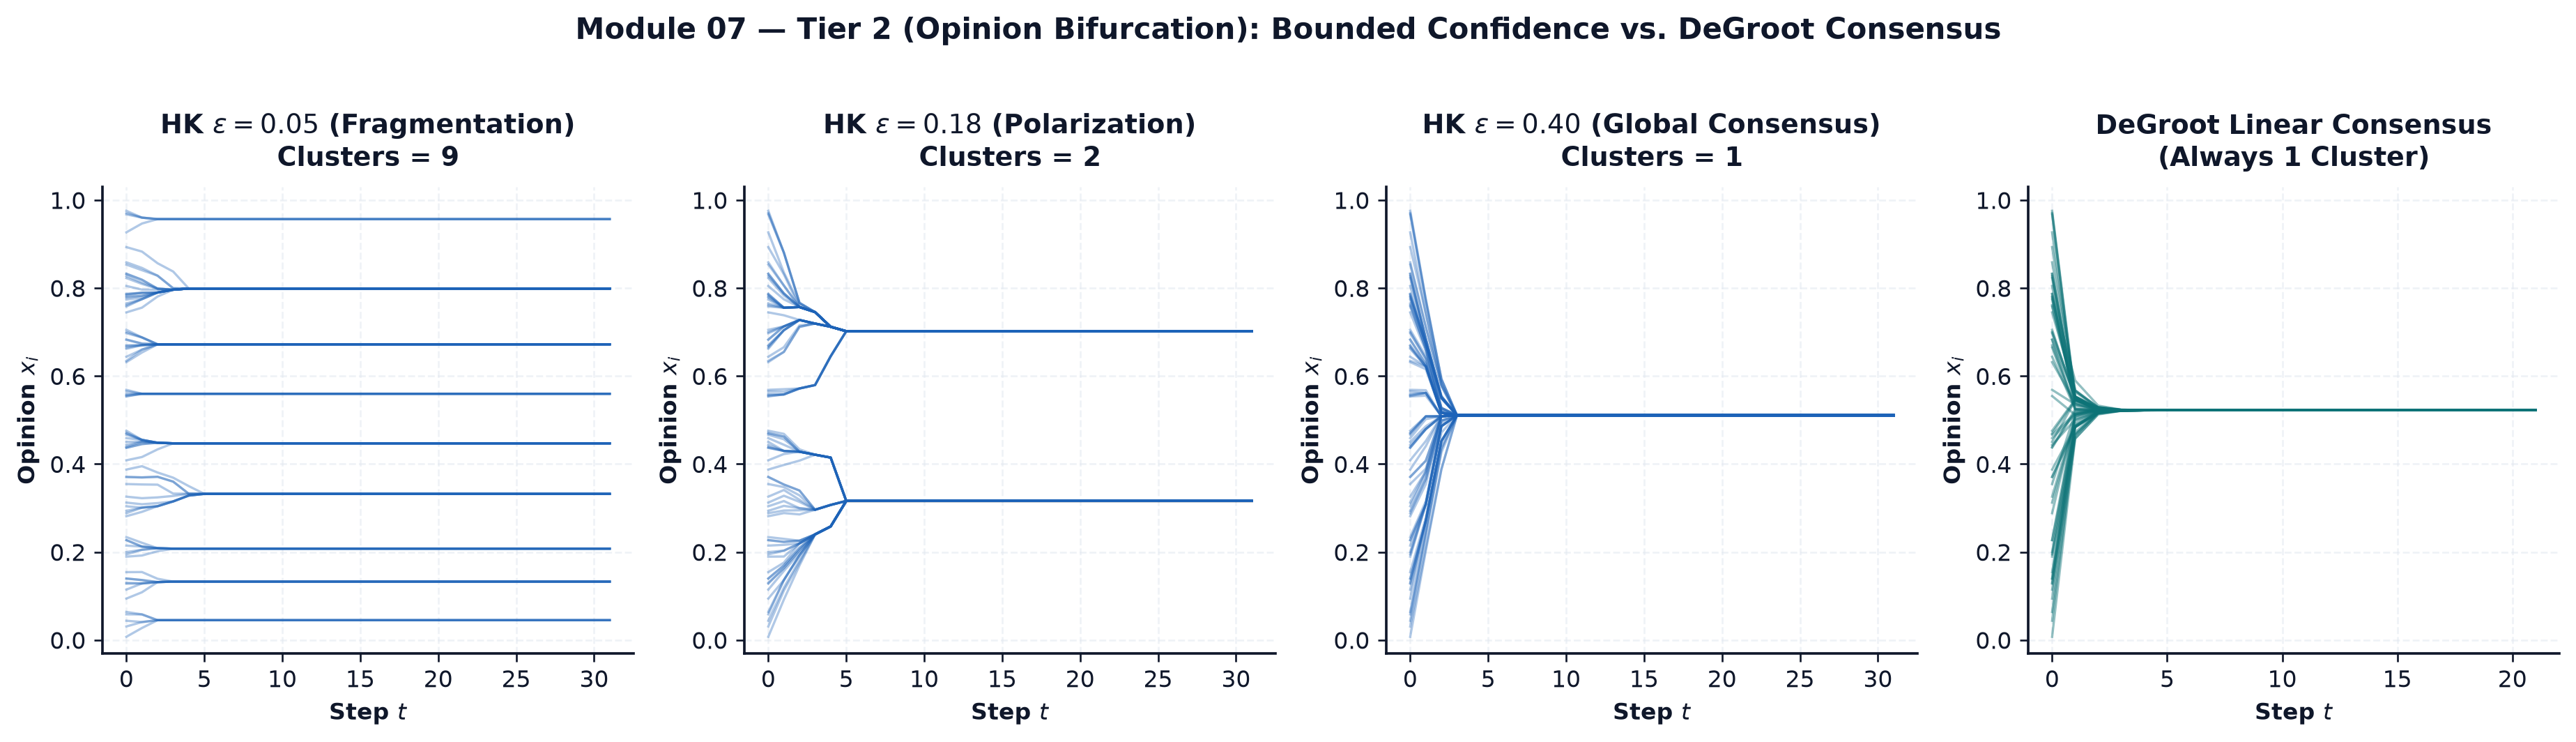 Module 07 — Tier 2 (Opinion Bifurcation): Bounded Confidence vs. DeGroot Consensus
HK ε = 0.05 (Fragmentation)
Clusters = 9
1.0
0.8
0.6
0.4
0.2
0.0
Opinion xᵢ
0 5 10 15 20 25 30
Step t
HK ε = 0.18 (Polarization)
Clusters = 2
1.0
0.8
0.6
0.4
0.2
0.0
Opinion xᵢ
0 5 10 15 20 25 30
Step t
HK ε = 0.40 (Global Consensus)
Clusters = 1
1.0
0.8
0.6
0.4
0.2
0.0
Opinion xᵢ
0 5 10 15 20 25 30
Step t
DeGroot Linear Consensus
(Always 1 Cluster)
1.0
0.8
0.6
0.4
0.2
0.0
Opinion xᵢ
0 5 10 15 20
Step t